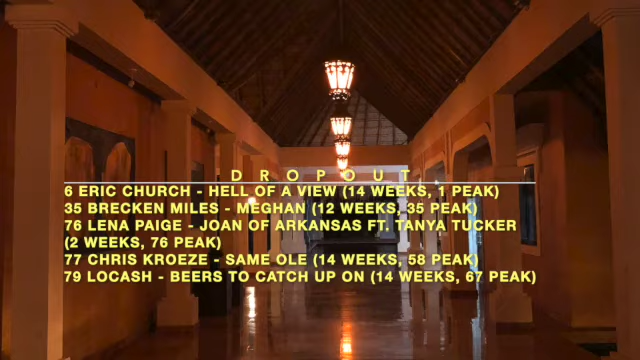 DROPOUT
6 ERIC CHURCH - HELL OF A VIEW (14 WEEKS, 1 PEAK)
35 BRECKEN MILES - MEGHAN (12 WEEKS, 35 PEAK)
76 LENA PAIGE - JOAN OF ARKANSAS FT. TANYA TUCKER
(2 WEEKS, 76 PEAK)
77 CHRIS KROEZE - SAME OLE (14 WEEKS, 58 PEAK)
79 LOCASH - BEERS TO CATCH UP ON (14 WEEKS, 67 PEAK)